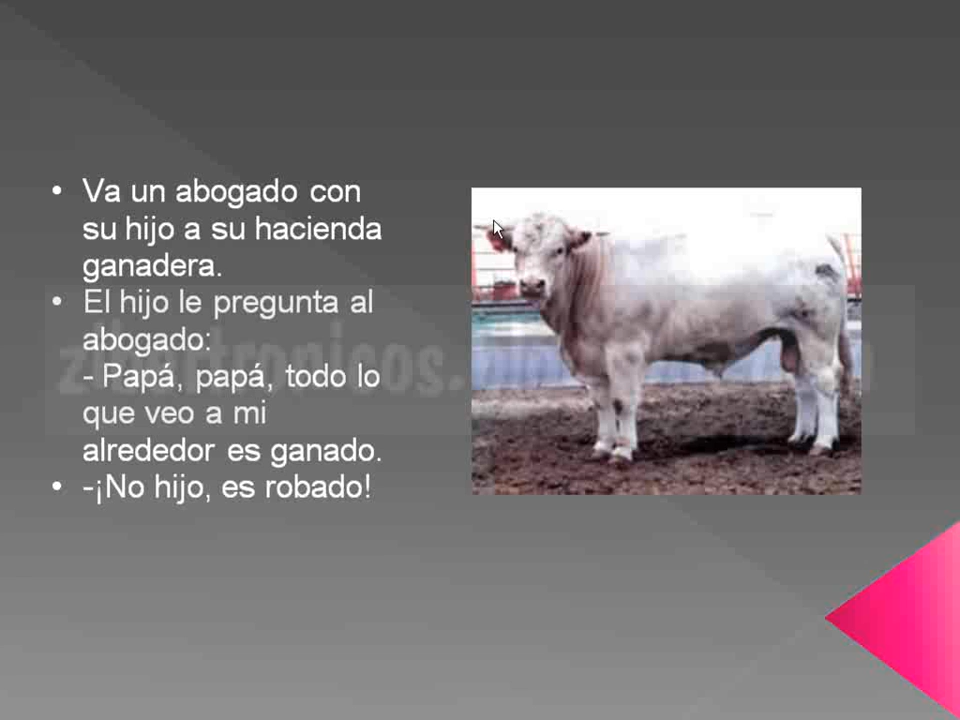 • Va un abogado con
su hijo a su hacienda
ganadera.
• El hijo le pregunta al
abogado:
- Papá, papá, todo lo
que veo a mi
alrededor es ganado.
• -¡No hijo, es robado!